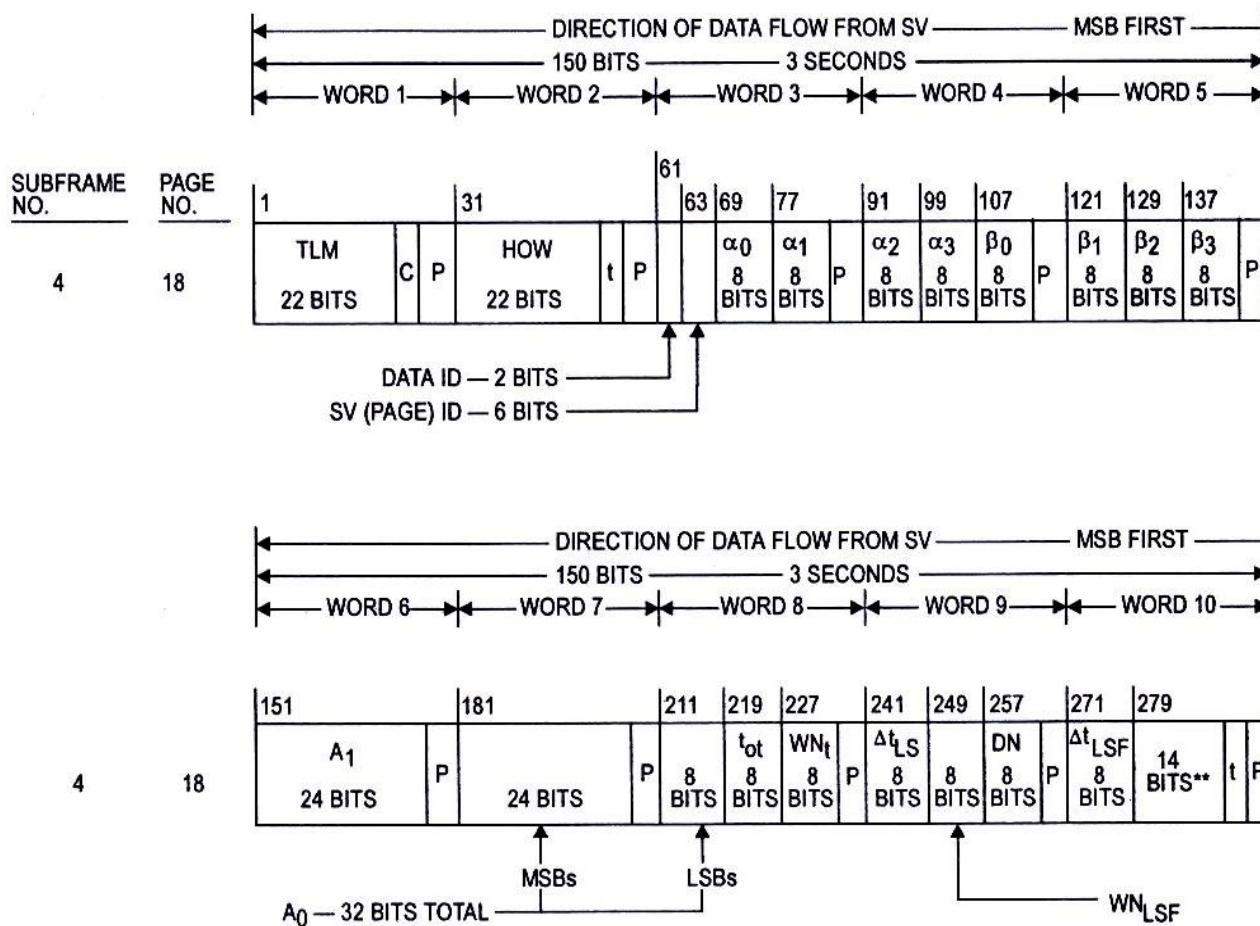 DIRECTION OF DATA FLOW FROM SV MSB FIRST
150 BITS 3 SECONDS
WORD 1 WORD 2 WORD 3 WORD 4 WORD 5
SUBFRAME NO. PAGE NO.
1 31 61 63 69 77 91 99 107 121 129 137
4 18
TLM 22 BITS C P HOW 22 BITS t P α0 8 BITS α1 8 BITS P α2 8 BITS α3 8 BITS β0 8 BITS P β1 8 BITS β2 8 BITS β3 8 BITS P
DATA ID — 2 BITS
SV (PAGE) ID — 6 BITS
DIRECTION OF DATA FLOW FROM SV MSB FIRST
150 BITS 3 SECONDS
WORD 6 WORD 7 WORD 8 WORD 9 WORD 10
151 181 211 219 227 241 249 257 271 279
4 18
A1 24 BITS P 24 BITS P 8 BITS tot 8 BITS WNt 8 BITS P ΔtLS 8 BITS 8 BITS DN 8 BITS P ΔtLSF 8 BITS 14 BITS** t P
MSBs LSBs
A0 — 32 BITS TOTAL
WNLSF